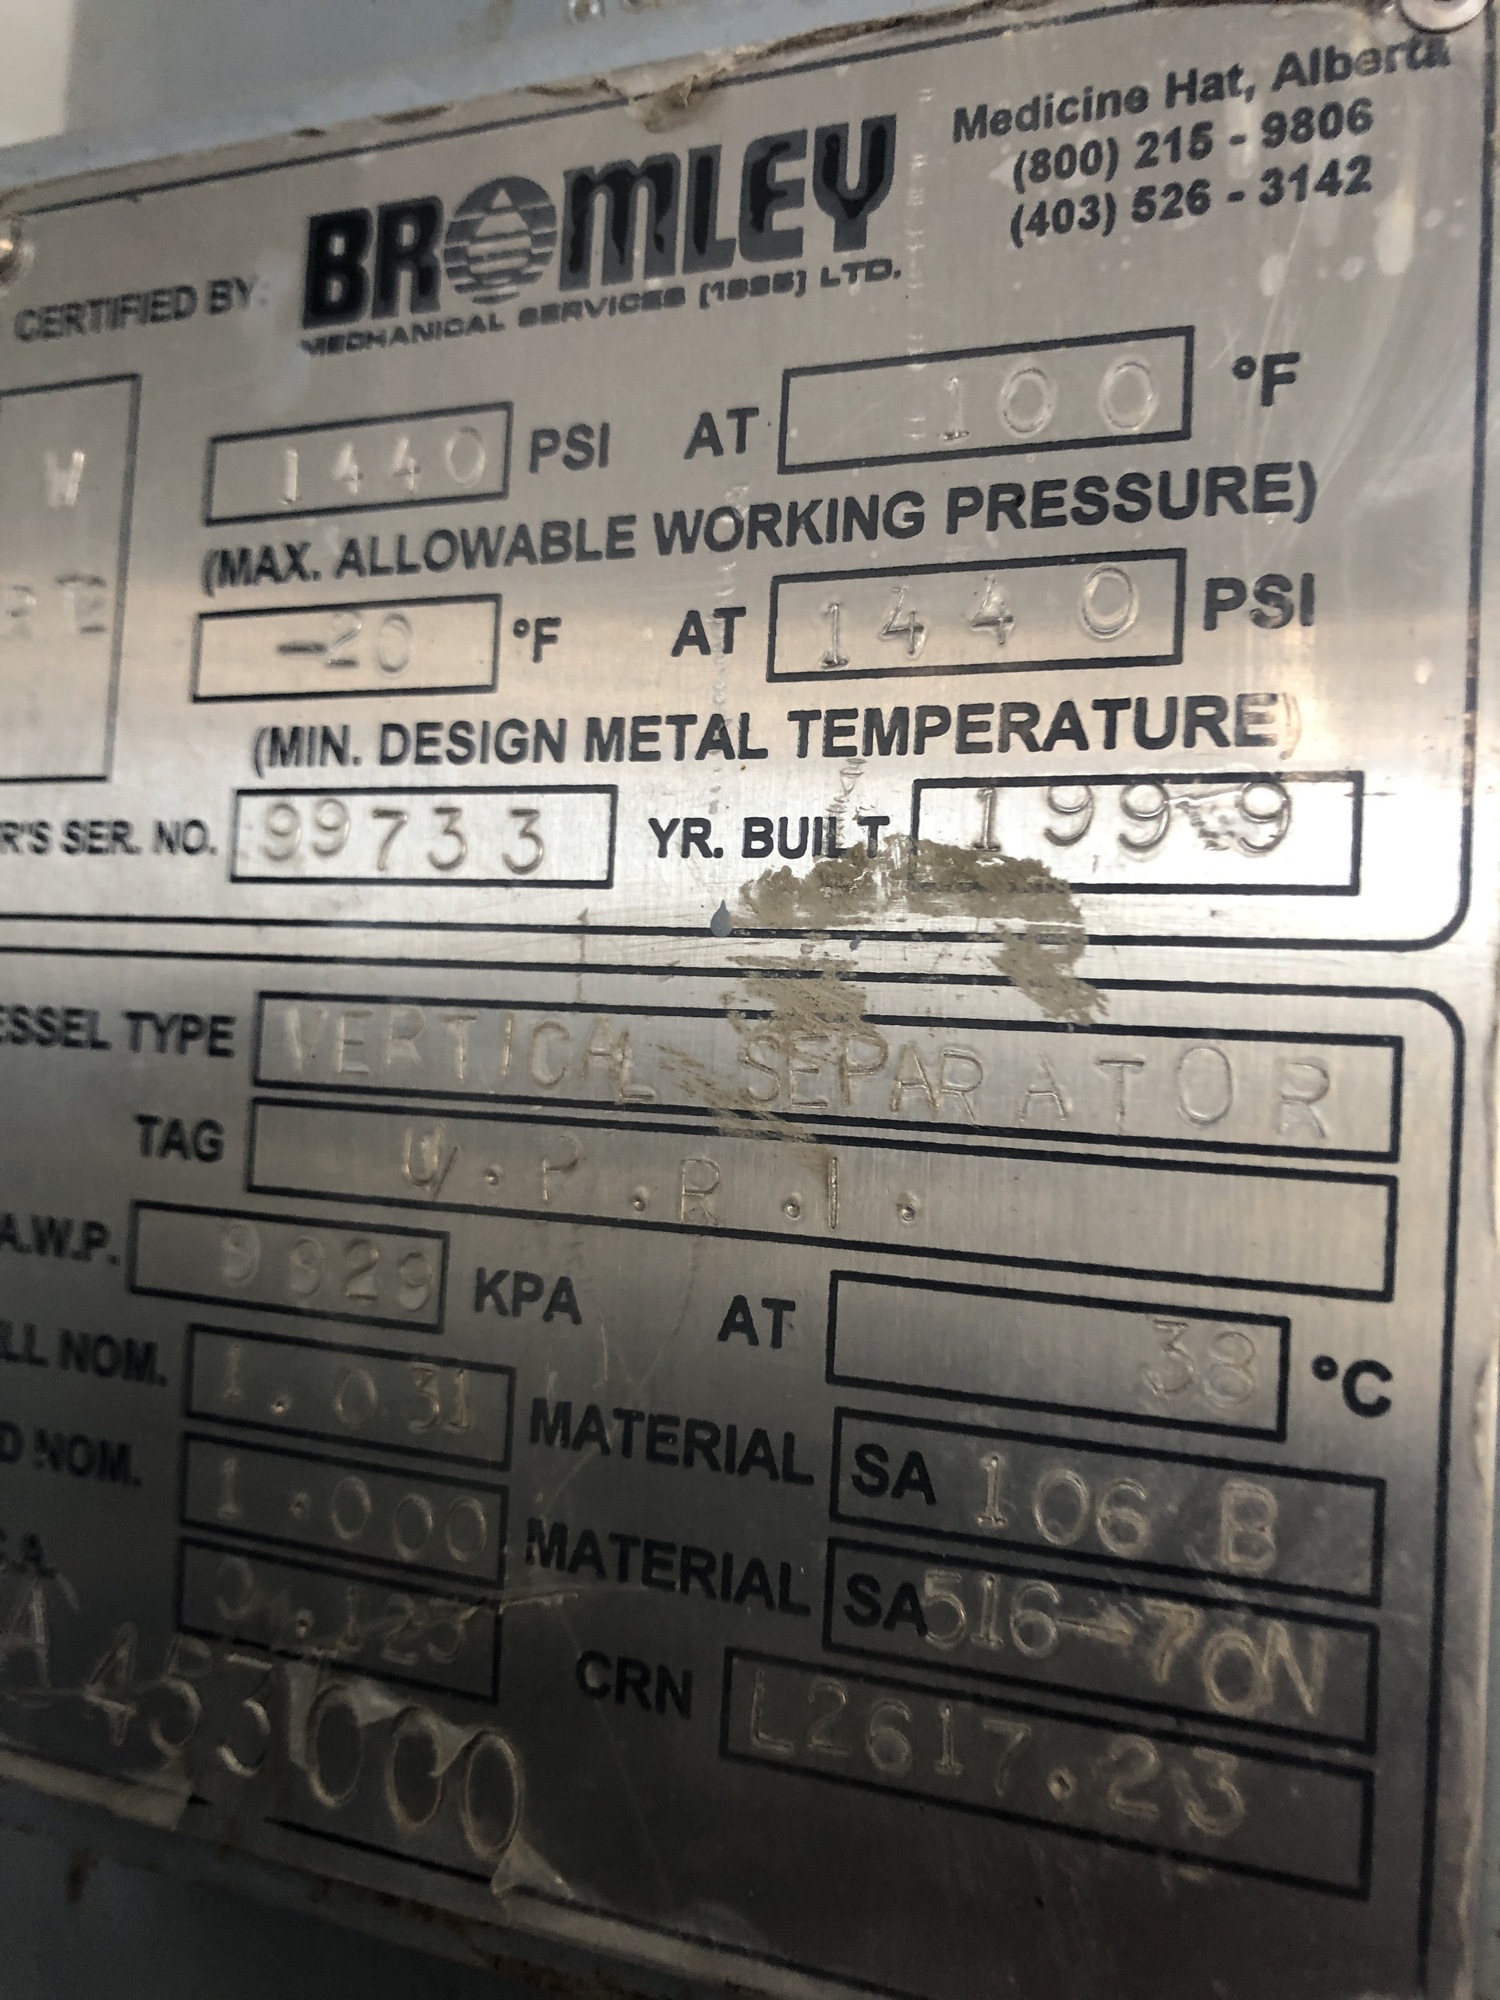 Medicine Hat, Alberta
(800) 215 - 9806
(403) 526 - 3142
CERTIFIED BY:
BROMLEY
MECHANICAL SERVICES (1985) LTD.
W
1440 PSI AT 100 °F
(MAX. ALLOWABLE WORKING PRESSURE)
-20 °F AT 1440 PSI
(MIN. DESIGN METAL TEMPERATURE)
R'S SER. NO. 99733 YR. BUILT 1999
ESSEL TYPE VERTICAL SEPARATOR
TAG U.P.R.I.
A.W.P. 9929 KPA AT 38 °C
LL NOM. 1.031 MATERIAL SA 106 B
D NOM. 1.000 MATERIAL SA 516-70N
C.A. CRN L2617.23
A 453000